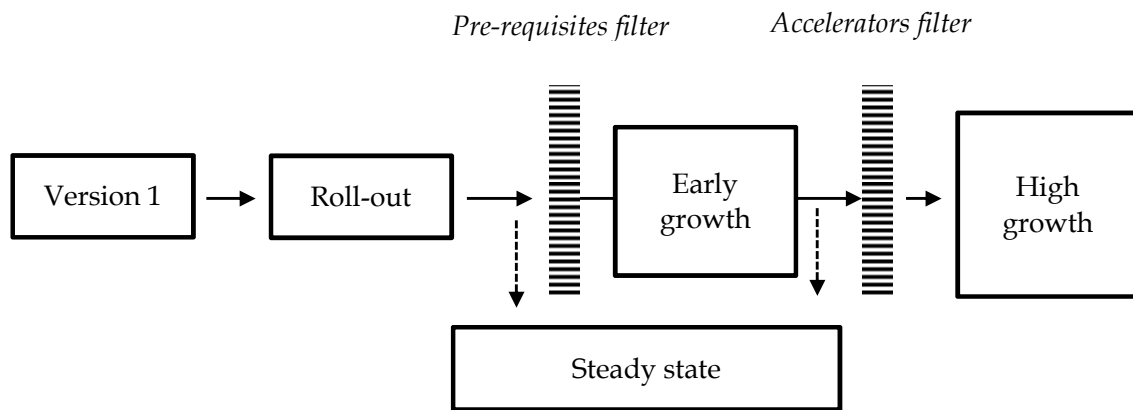 Pre-requisites filter
Accelerators filter
Version 1
Roll-out
Early
growth
High
growth
Steady state